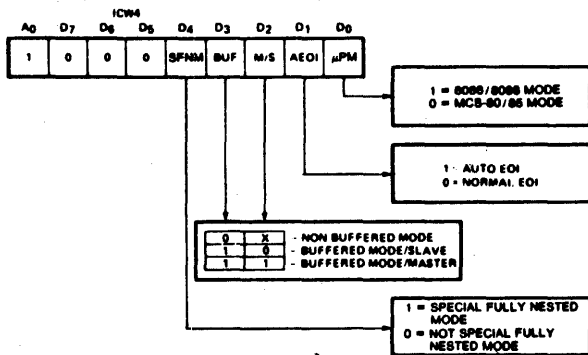 ICW4
A0 D7 D6 D5 D4 D3 D2 D1 D0
1 0 0 0 SFNM BUF M/S AEOI μPM
1 = 8086/8088 MODE
0 = MCS-80/85 MODE
1 - AUTO EOI
0 = NORMAL EOI
0 X - NON BUFFERED MODE
1 0 - BUFFERED MODE/SLAVE
1 1 - BUFFERED MODE/MASTER
1 = SPECIAL FULLY NESTED
MODE
0 = NOT SPECIAL FULLY
NESTED MODE